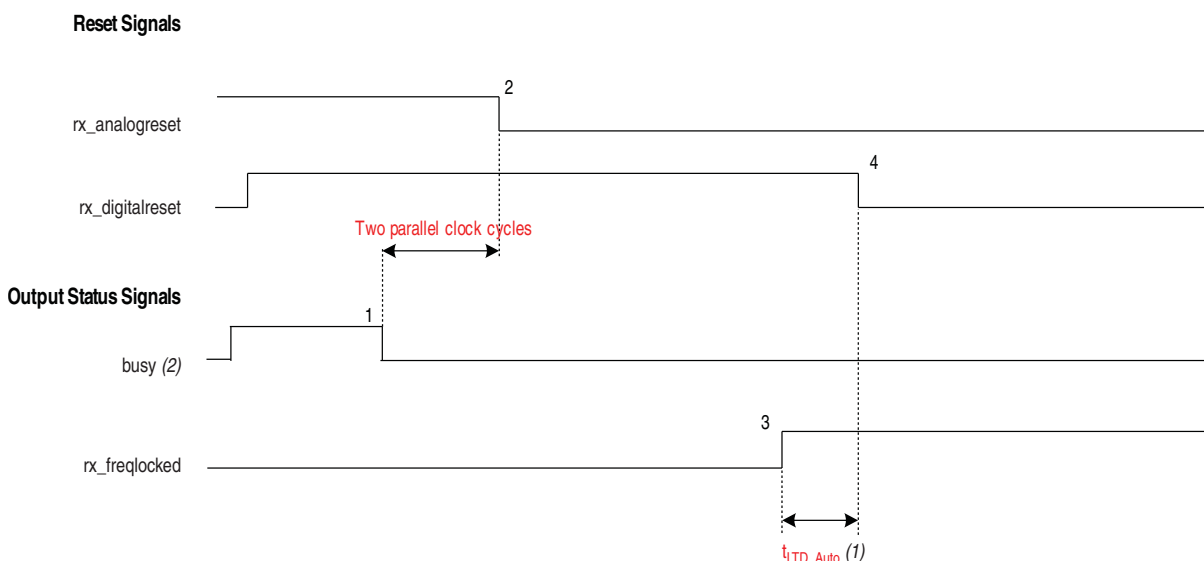 Reset Signals
2
rx_analogreset
4
rx_digitalreset
Two parallel clock cycles
Output Status Signals
1
busy (2)
3
rx_freqlocked
tLTD_Auto (1)